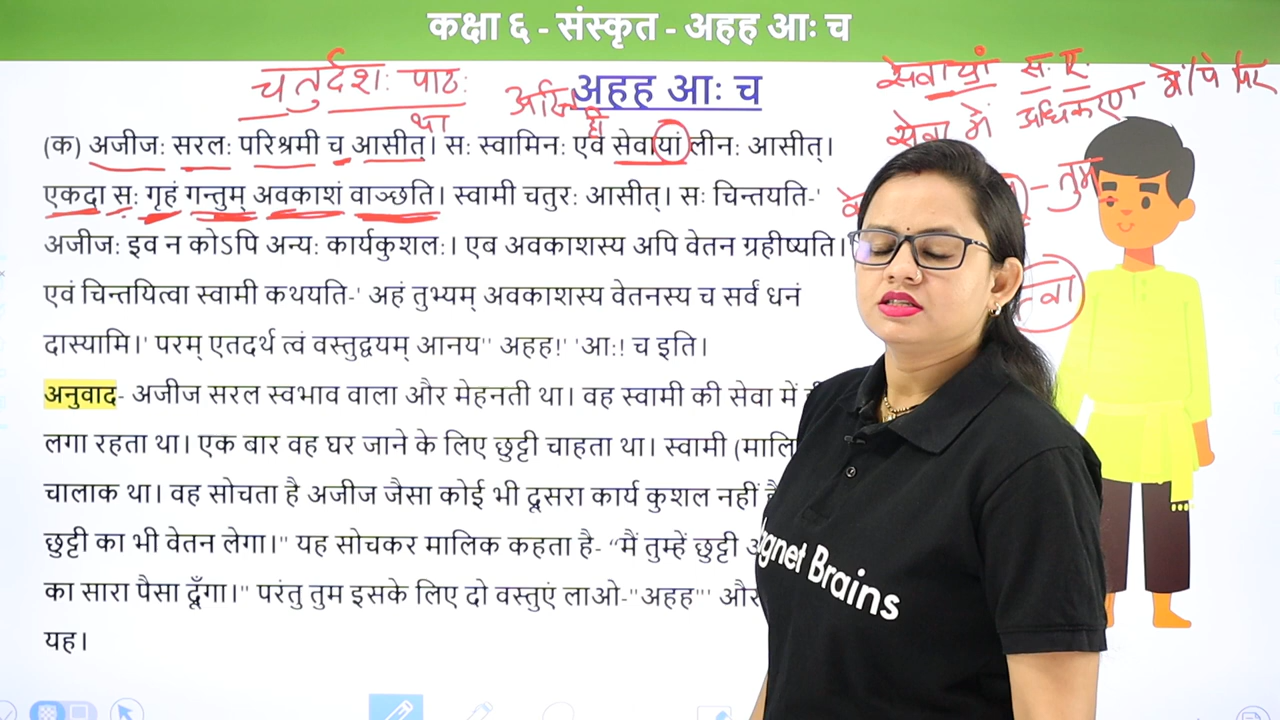 कक्षा ६ - संस्कृत - अहह आः च
चतुर्दशः पाठः
अहह आः च
सेवायां सः ए.
सेवा में अधिकरण में/पे पर
था
ही
(क) अजीजः सरलः परिश्रमी च आसीत्। सः स्वामिनः एव सेवायां लीनः आसीत्।
एकदा सः गृहं गन्तुम् अवकाशं वाञ्छति। स्वामी चतुरः आसीत्। सः चिन्तयति-'
- तुम
अजीजः इव न कोऽपि अन्यः कार्यकुशलः। एव अवकाशस्य अपि वेतन ग्रहीष्यति।
एवं चिन्तयित्वा स्वामी कथयति-' अहं तुभ्यम् अवकाशस्य वेतनस्य च सर्वं धनं
दास्यामि।' परम् एतदर्थ त्वं वस्तुद्वयम् आनय'' अहह!' 'आः! च इति।
अनुवाद- अजीज सरल स्वभाव वाला और मेहनती था। वह स्वामी की सेवा में
लगा रहता था। एक बार वह घर जाने के लिए छुट्टी चाहता था। स्वामी (मालि
चालाक था। वह सोचता है अजीज जैसा कोई भी दूसरा कार्य कुशल नहीं
छुट्टी का भी वेतन लेगा।" यह सोचकर मालिक कहता है- "मैं तुम्हें छुट्टी
का सारा पैसा दूँगा।" परंतु तुम इसके लिए दो वस्तुएं लाओ-"अहह"' और
यह।
agnet Brains